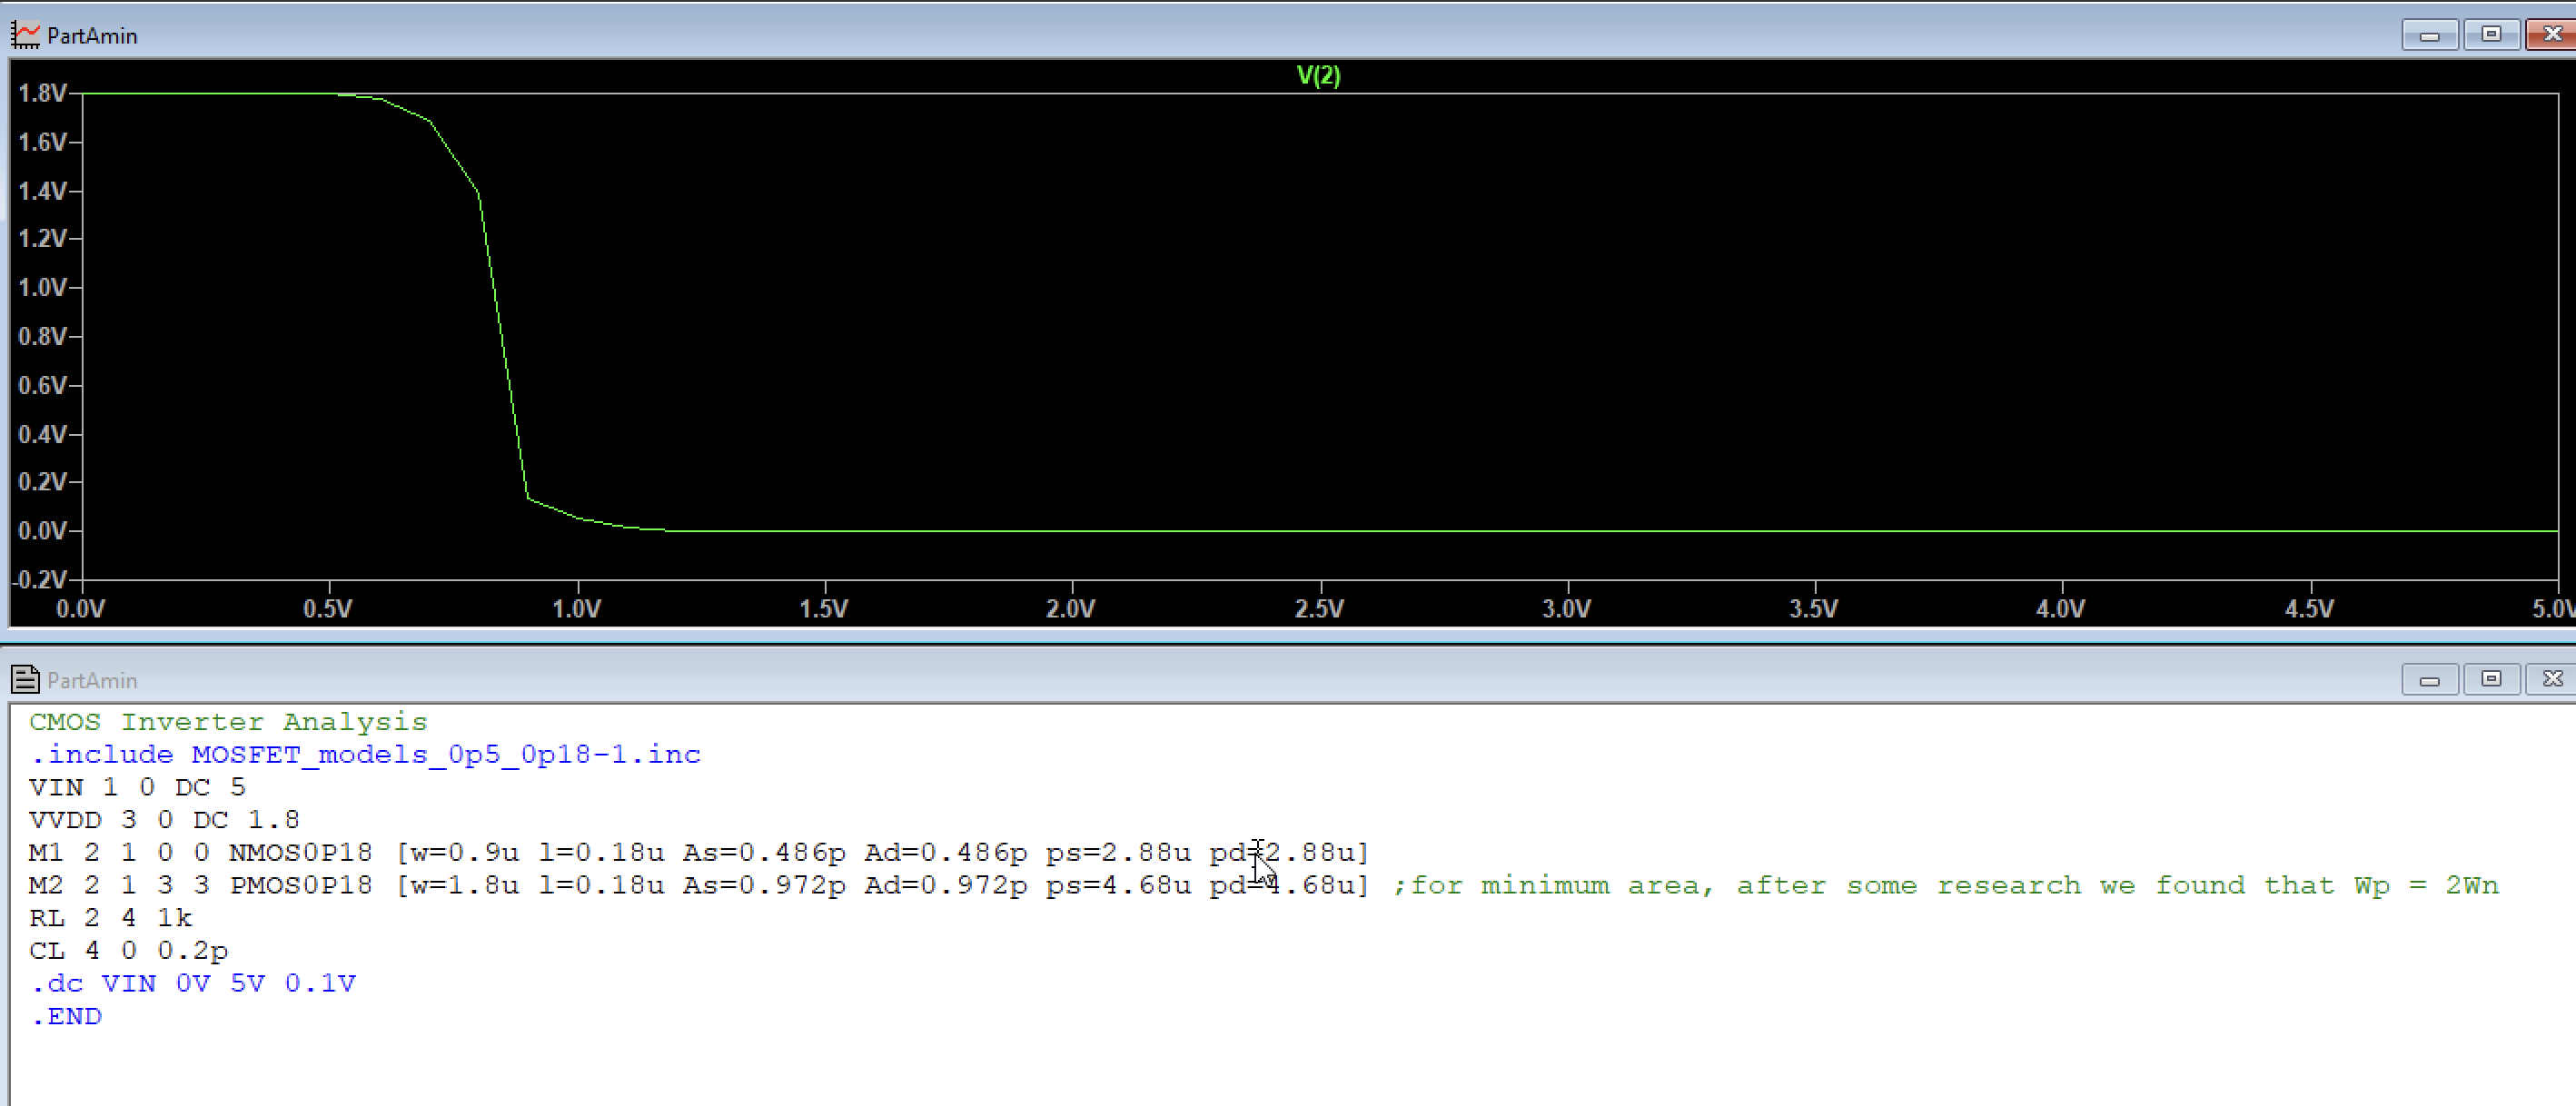 PartAmin
V(2)
1.8V
1.6V
1.4V
1.2V
1.0V
0.8V
0.6V
0.4V
0.2V
0.0V
-0.2V
0.0V 0.5V 1.0V 1.5V 2.0V 2.5V 3.0V 3.5V 4.0V 4.5V 5.0V
PartAmin
CMOS Inverter Analysis
.include MOSFET_models_0p5_0p18-1.inc
VIN 1 0 DC 5
VVDD 3 0 DC 1.8
M1 2 1 0 0 NMOS0P18 [w=0.9u l=0.18u As=0.486p Ad=0.486p ps=2.88u pd=2.88u]
M2 2 1 3 3 PMOS0P18 [w=1.8u l=0.18u As=0.972p Ad=0.972p ps=4.68u pd=4.68u] ;for minimum area, after some research we found that Wp = 2Wn
RL 2 4 1k
CL 4 0 0.2p
.dc VIN 0V 5V 0.1V
.END